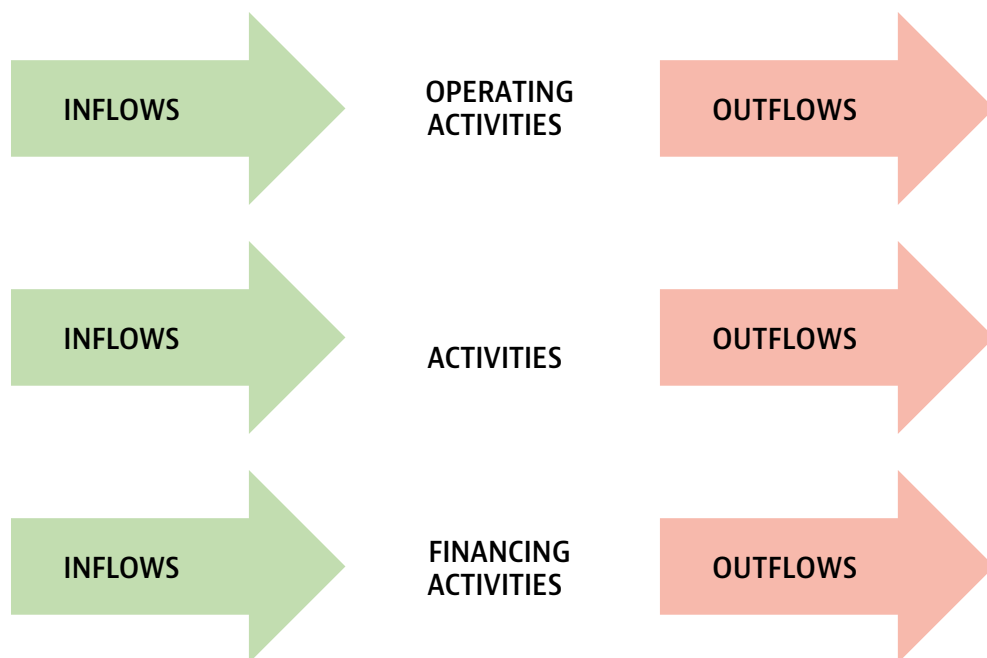 INFLOWS
OPERATING
ACTIVITIES
OUTFLOWS
INFLOWS
ACTIVITIES
OUTFLOWS
INFLOWS
FINANCING
ACTIVITIES
OUTFLOWS